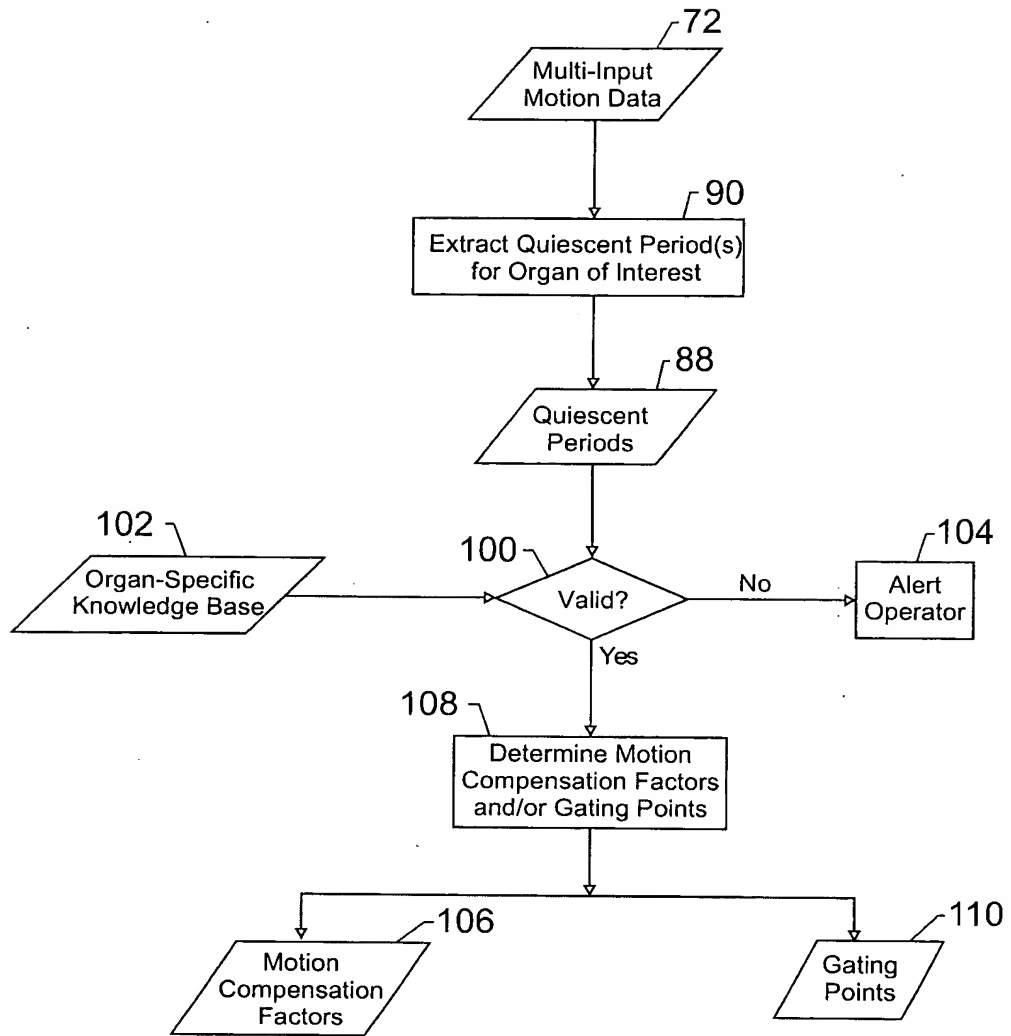 72
Multi-Input
Motion Data
90
Extract Quiescent Period(s)
for Organ of Interest
88
Quiescent
Periods
102
Organ-Specific
Knowledge Base
100
Valid?
No
104
Alert
Operator
Yes
108
Determine Motion
Compensation Factors
and/or Gating Points
106
Motion
Compensation
Factors
110
Gating
Points